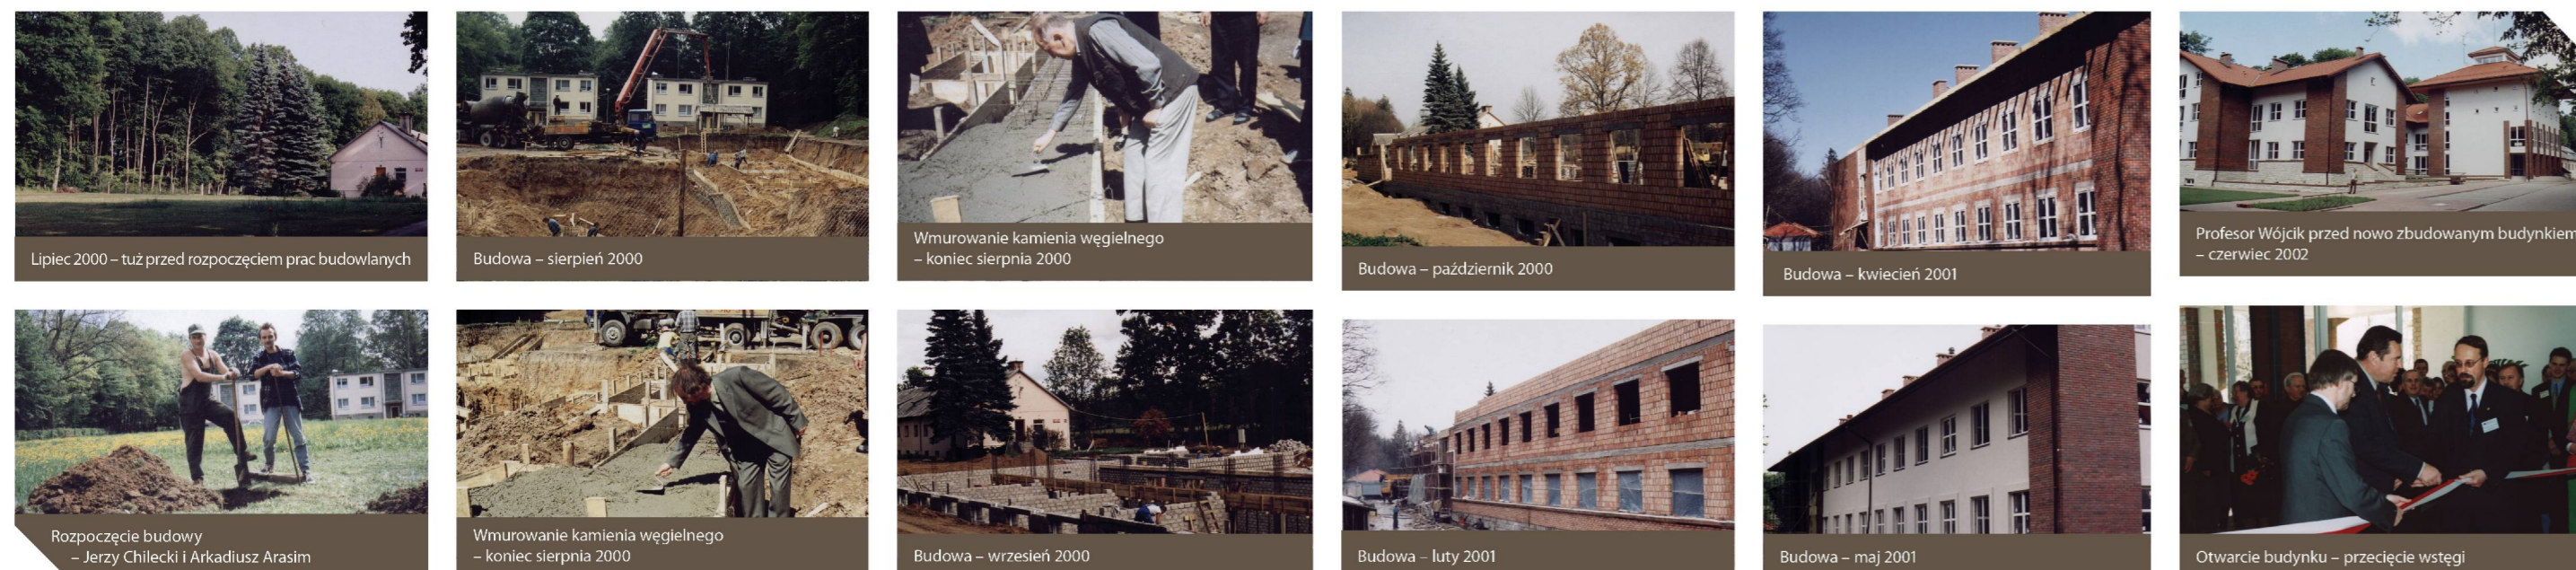 Lipiec 2000 – tuż przed rozpoczęciem prac budowlanych
Budowa – sierpień 2000
Wmurowanie kamienia węgielnego
– koniec sierpnia 2000
Budowa – październik 2000
Budowa – kwiecień 2001
Profesor Wójcik przed nowo zbudowanym budynkiem
– czerwiec 2002
Rozpoczęcie budowy
– Jerzy Chilecki i Arkadiusz Arasim
Wmurowanie kamienia węgielnego
– koniec sierpnia 2000
Budowa – wrzesień 2000
Budowa – luty 2001
Budowa – maj 2001
Otwarcie budynku – przecięcie wstęgi